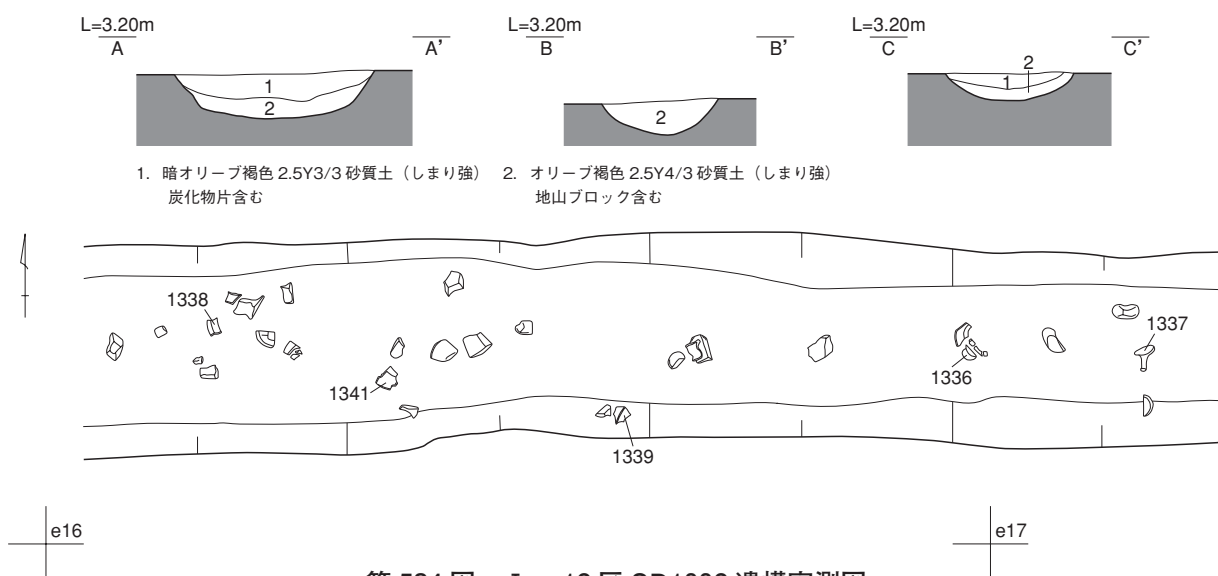 L=3.20m L=3.20m L=3.20m
A A’ B B’ C C’
1 2 2 1 2
1. 暗オリーブ褐色 2.5Y3/3 砂質土（しまり強） 2. オリーブ褐色 2.5Y4/3 砂質土（しまり強）
炭化物片含む 地山ブロック含む
1338
1337
1336
1341
1339
e16 e17